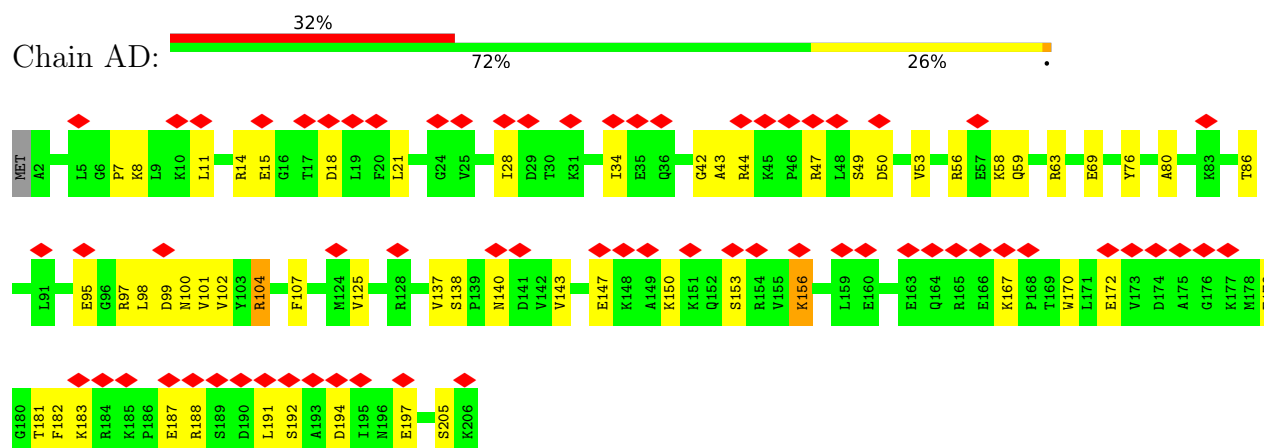 32%
Chain AD:
72% 26% •
MET A2 L5 G6 P7 K8 L9 K10 L11 R14 E15 G16 T17 D18 L19 F20 L21 G24 V25 I28 D29 T30 K31 I34 E35 Q36 G42 A43 R44 K45 P46 R47 L48 S49 D50 V53 R56 E57 K58 Q59 R63 E69 Y76 A80 K83 T86
L91 E95 G96 R97 L98 D99 N100 V101 V102 Y103 R104 F107 M124 V125 R128 V137 S138 P139 N140 D141 V142 V143 E147 K148 A149 K150 K151 Q152 S153 R154 V155 K156 L159 E160 E163 Q164 R165 E166 K167 P168 T169 W170 L171 E172 V173 D174 A175 G176 K177 M178
G180 T181 F182 K183 R184 K185 P186 E187 R188 S189 D190 L191 S192 A193 D194 I195 N196 E197 S205 K206